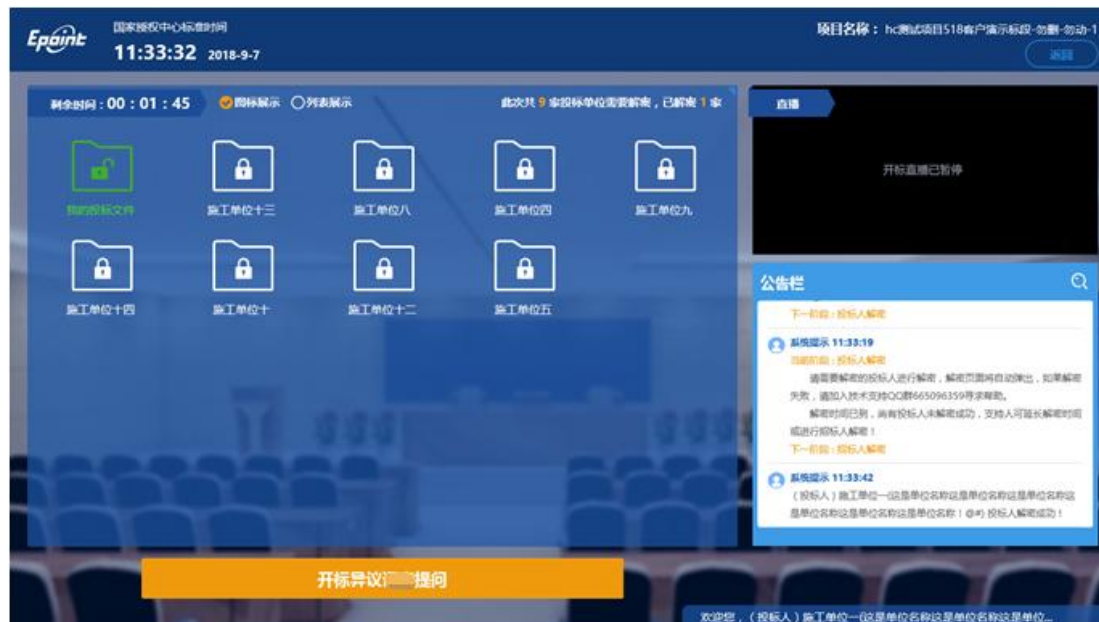 Epoint
国家授权中心标准时间
11:33:32 2018-9-7
项目名称：hc测试项目518客户演示标段-勿删-勿动-1
返回
剩余时间：00：01：45
图标展示 列表展示
此次共 9 家投标单位需要解密，已解密 1 家
我的投标文件 施工单位十三 施工单位八 施工单位四 施工单位九
施工单位十四 施工单位十 施工单位十二 施工单位五
开标异议 提问
直播
开标直播已暂停
公告栏
下一阶段：投标人解密
系统提示 11:33:19
当前阶段：投标人解密
请需要解密的投标人进行解密，解密页面将自动弹出，如果解密
失败，请加入技术支持QQ群665096359寻求帮助。
解密时间已到，尚有投标人未解密成功，支持人可延长解密时间
或进行招标人解密！
下一阶段：招标人解密
系统提示 11:33:42
（投标人）施工单位一(这是单位名称这是单位名称这是单位名称这
是单位名称这是单位名称这是单位名称！@#) 投标人解密成功！
欢迎您，（投标人）施工单位一(这是单位名称这是单位名称这是单位...